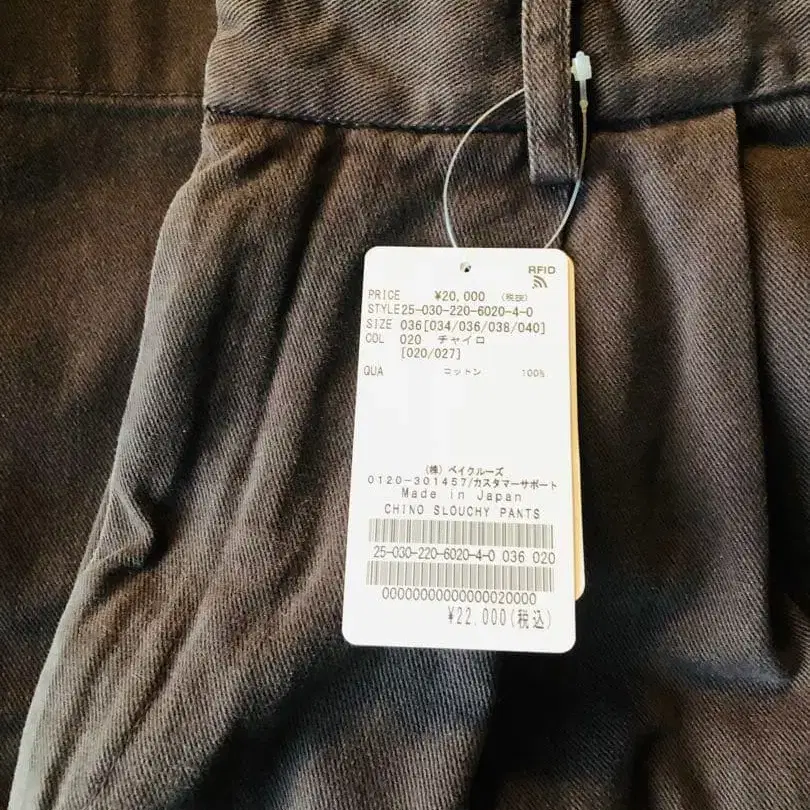 RFID
PRICE ¥20,000 (税抜)
STYLE25-030-220-6020-4-0
SIZE 036[034/036/038/040]
COL 020 チャイロ
[020/027]
QUA コットン 100%
(株) ベイクルーズ
0120-301457/カスタマーサポート
Made in Japan
CHINO SLOUCHY PANTS
25-030-220-6020-4-0 036 020
00000000000000020000
¥22,000(税込)